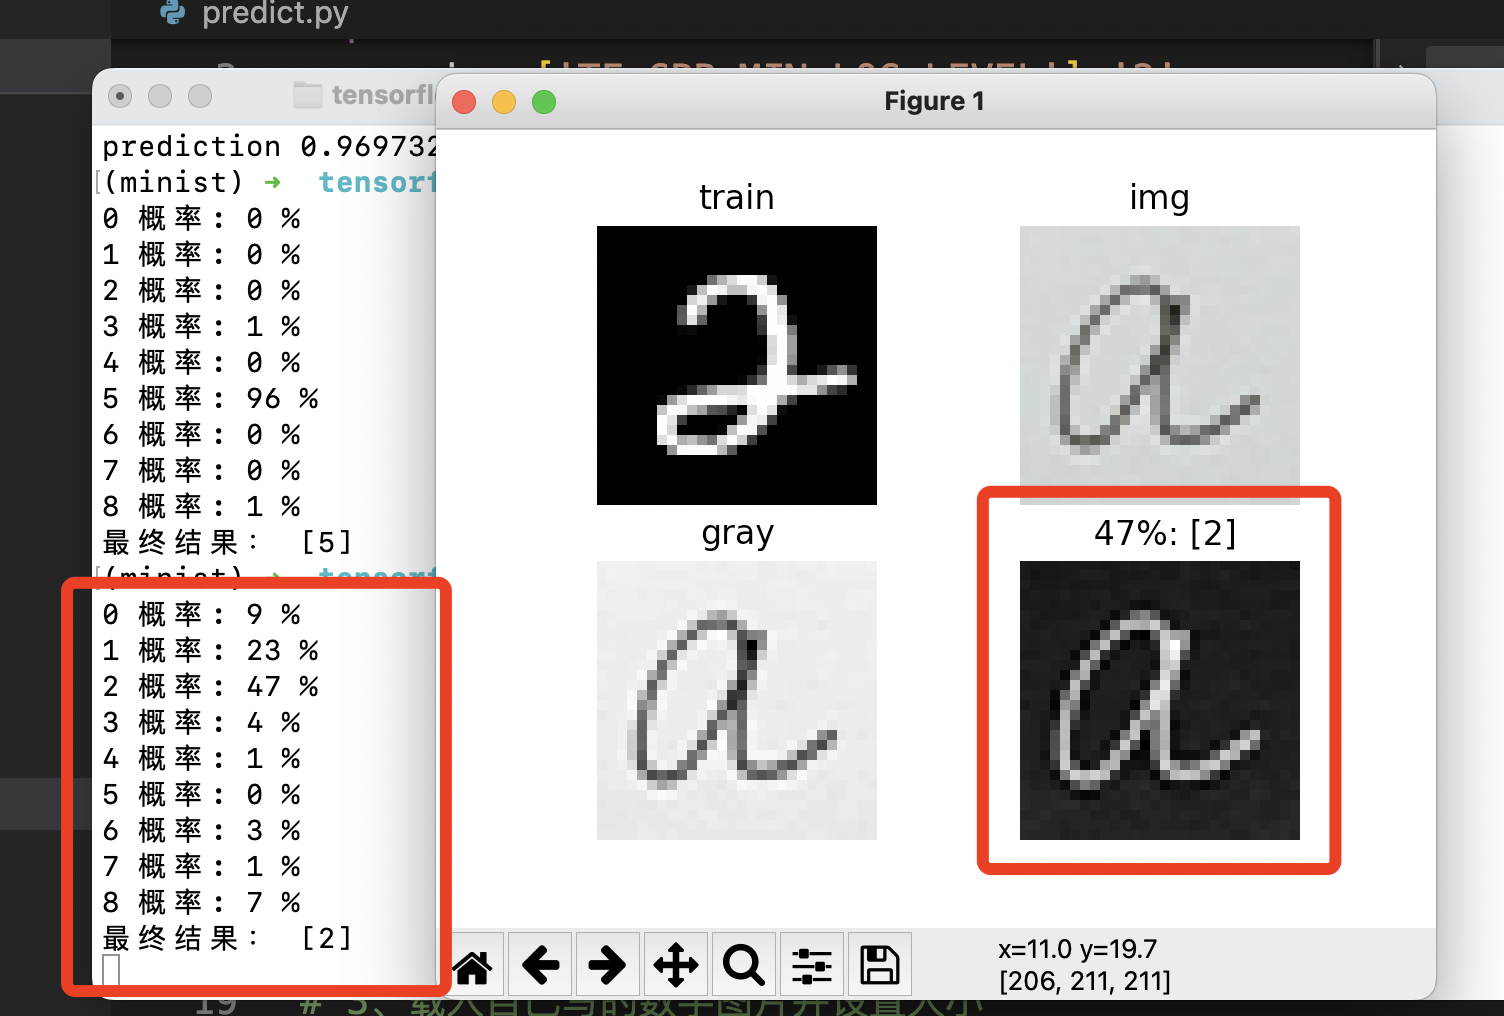 predict.py
['TF_CPP_MIN_LOG_LEVEL']
tensorfl
Figure 1
prediction 0.969732
(minist) ➜ tensorf
0 概率: 0 %
1 概率: 0 %
2 概率: 0 %
3 概率: 1 %
4 概率: 0 %
5 概率: 96 %
6 概率: 0 %
7 概率: 0 %
8 概率: 1 %
最终结果: [5]
(minist) ➜ tensorf
0 概率: 9 %
1 概率: 23 %
2 概率: 47 %
3 概率: 4 %
4 概率: 1 %
5 概率: 0 %
6 概率: 3 %
7 概率: 1 %
8 概率: 7 %
最终结果: [2]
train
img
2
a
gray
47%: [2]
a
a
x=11.0 y=19.7
[206, 211, 211]
19 # 3、载入自己写的数字图片并设置大小